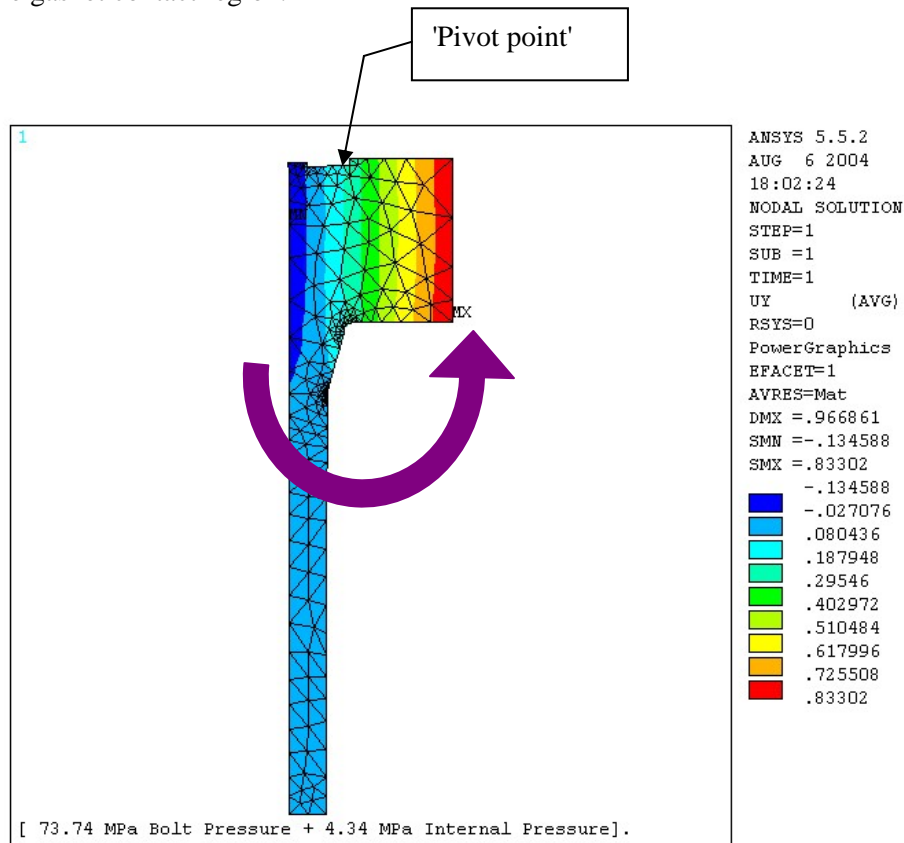 gasket contact region.
'Pivot point'
1
ANSYS 5.5.2
AUG 6 2004
18:02:24
NODAL SOLUTION
STEP=1
SUB =1
TIME=1
UY (AVG)
RSYS=0
PowerGraphics
EFACET=1
AVRES=Mat
DMX =.966861
SMN =-.134588
SMX =.83302
MN
MX
-.134588
-.027076
.080436
.187948
.29546
.402972
.510484
.617996
.725508
.83302
[ 73.74 MPa Bolt Pressure + 4.34 MPa Internal Pressure].